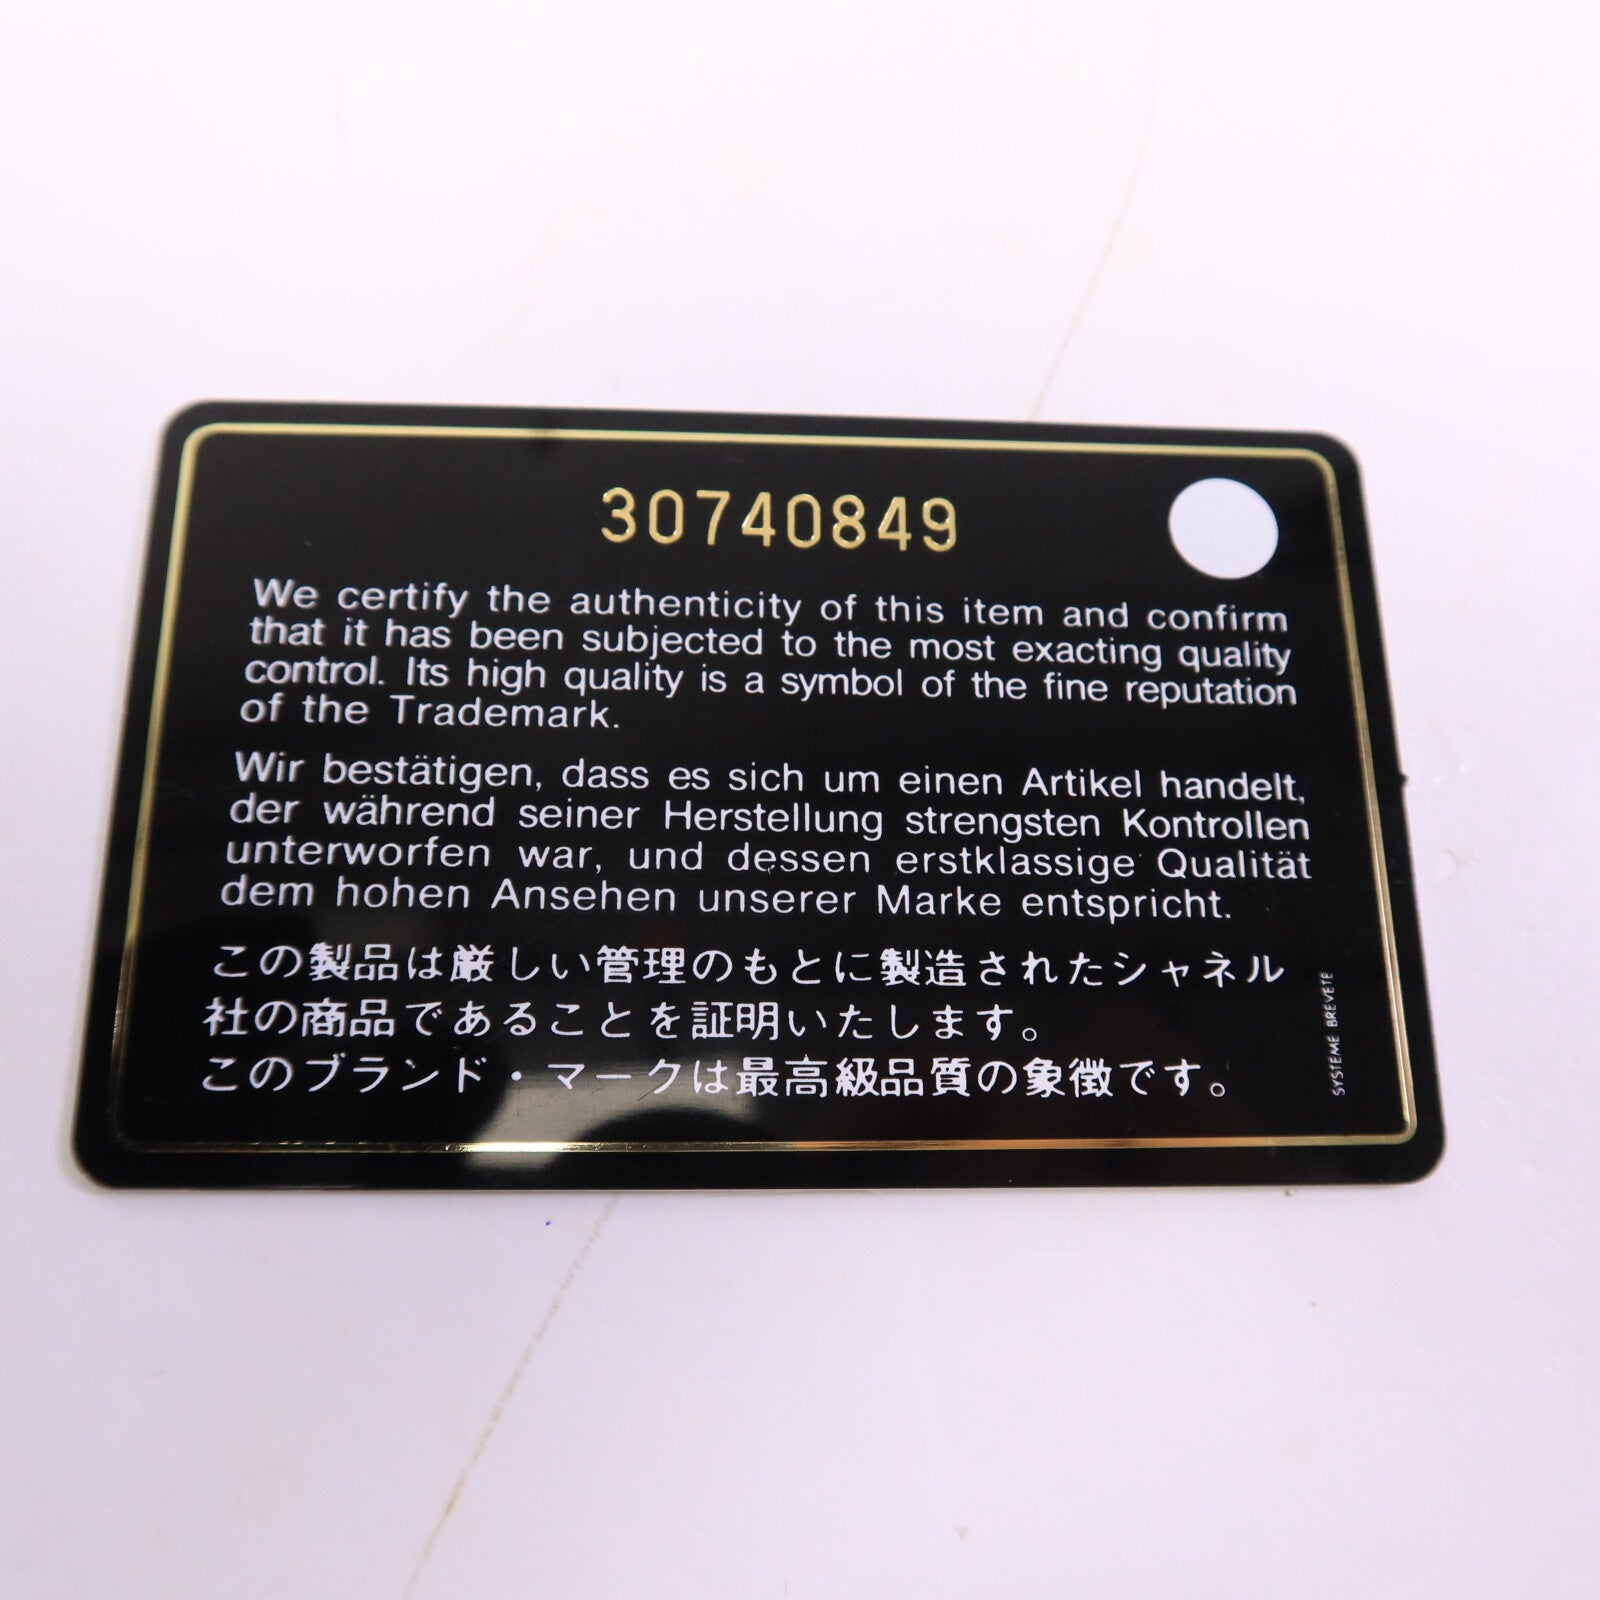 30740849
We certify the authenticity of this item and confirm
that it has been subjected to the most exacting quality
control. Its high quality is a symbol of the fine reputation
of the Trademark.
Wir bestätigen, dass es sich um einen Artikel handelt,
der während seiner Herstellung strengsten Kontrollen
unterworfen war, und dessen erstklassige Qualität
dem hohen Ansehen unserer Marke entspricht.
この製品は厳しい管理のもとに製造されたシャネル
社の商品であることを証明いたします。
このブランド・マークは最高級品質の象徴です。
SYSTEME BREVETE